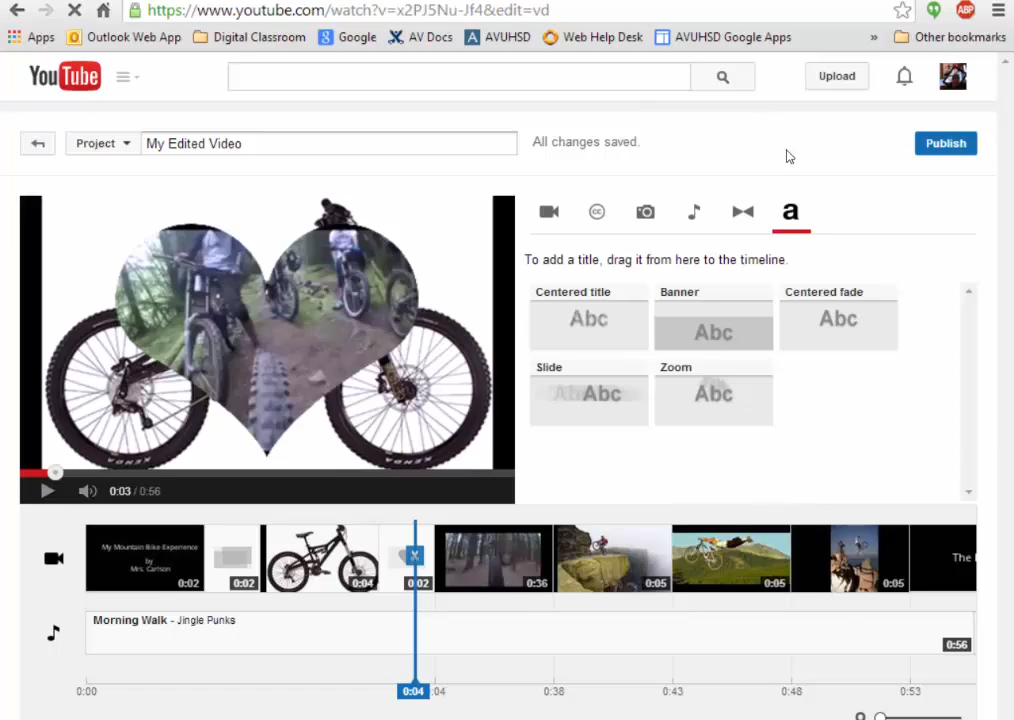 https://www.youtube.com/watch?v=x2PJ5Nu-Jf4&edit=vd
ABP
Apps Outlook Web App Digital Classroom Google AV Docs AVUHSD Web Help Desk AVUHSD Google Apps » Other bookmarks
YouTube Upload
Project My Edited Video All changes saved. Publish
cc a
To add a title, drag it from here to the timeline.
Centered title Banner Centered fade
Abc Abc Abc
Slide Zoom
Abc Abc Abc
0:03 / 0:56
My Mountain Bike Experience
by
Mrs. Carlson
The
0:02 0:02 0:04 0:02 0:36 0:05 0:05 0:05
Morning Walk - Jingle Punks
0:56
0:00 0:04 :04 0:38 0:43 0:48 0:53